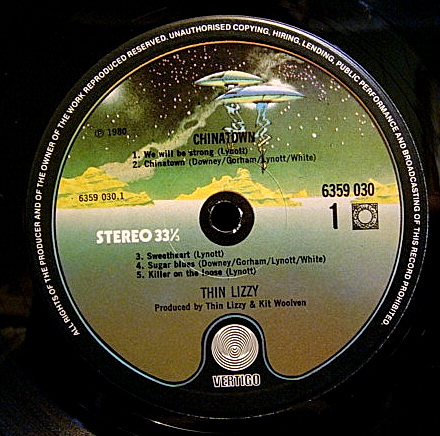 ALL RIGHTS OF THE PRODUCER AND OF THE OWNER OF THE WORK REPRODUCED RESERVED. UNAUTHORISED COPYING, HIRING, LENDING, PUBLIC PERFORMANCE AND BROADCASTING OF THIS RECORD PROHIBITED.
Ⓟ 1980
CHINATOWN
1. We will be strong (Lynott)
2. Chinatown (Downey/Gorham/Lynott/White)
6359 030.1
6359 030
1
STEREO 33⅓
3. Sweetheart (Lynott)
4. Sugar blues (Downey/Gorham/Lynott/White)
5. Killer on the loose (Lynott)
THIN LIZZY
Produced by Thin Lizzy & Kit Woolven
VERTIGO